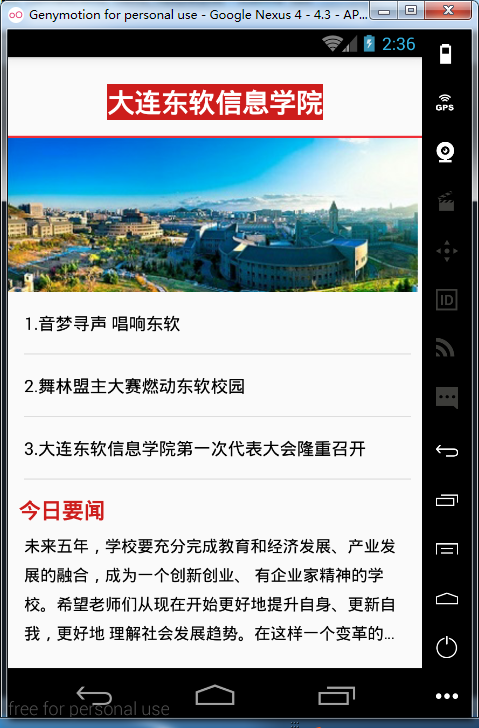 Genymotion for personal use - Google Nexus 4 - 4.3 - AP...
2:36
GPS
大连东软信息学院
ID
1.音梦寻声 唱响东软
2.舞林盟主大赛燃动东软校园
3.大连东软信息学院第一次代表大会隆重召开
今日要闻
未来五年，学校要充分完成教育和经济发展、产业发
展的融合，成为一个创新创业、 有企业家精神的学
校。希望老师们从现在开始更好地提升自身、更新自
我，更好地 理解社会发展趋势。在这样一个变革的...
free for personal use